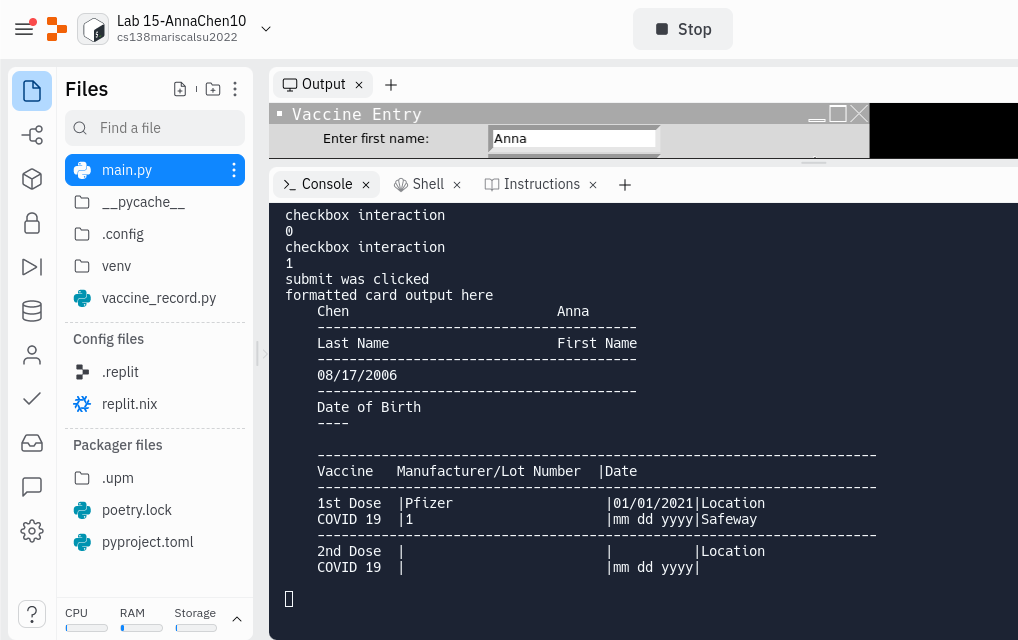 Lab 15-AnnaChen10
cs138mariscalsu2022
Stop
Files
Find a file
main.py
__pycache__
.config
venv
vaccine_record.py
Config files
.replit
replit.nix
Packager files
.upm
poetry.lock
pyproject.toml
CPU RAM Storage
?
Output
Vaccine Entry
Enter first name: Anna
Console Shell Instructions
checkbox interaction
0
checkbox interaction
1
submit was clicked
formatted card output here
    Chen                          Anna
    ----------------------------------------
    Last Name                     First Name
    ----------------------------------------
    08/17/2006
    ----------------------------------------
    Date of Birth
    ----
    ----------------------------------------------------------------------
    Vaccine   Manufacturer/Lot Number  |Date
    ----------------------------------------------------------------------
    1st Dose  |Pfizer                   |01/01/2021|Location
    COVID 19  |1                        |mm dd yyyy|Safeway
    ----------------------------------------------------------------------
    2nd Dose  |                         |          |Location
    COVID 19  |                         |mm dd yyyy|